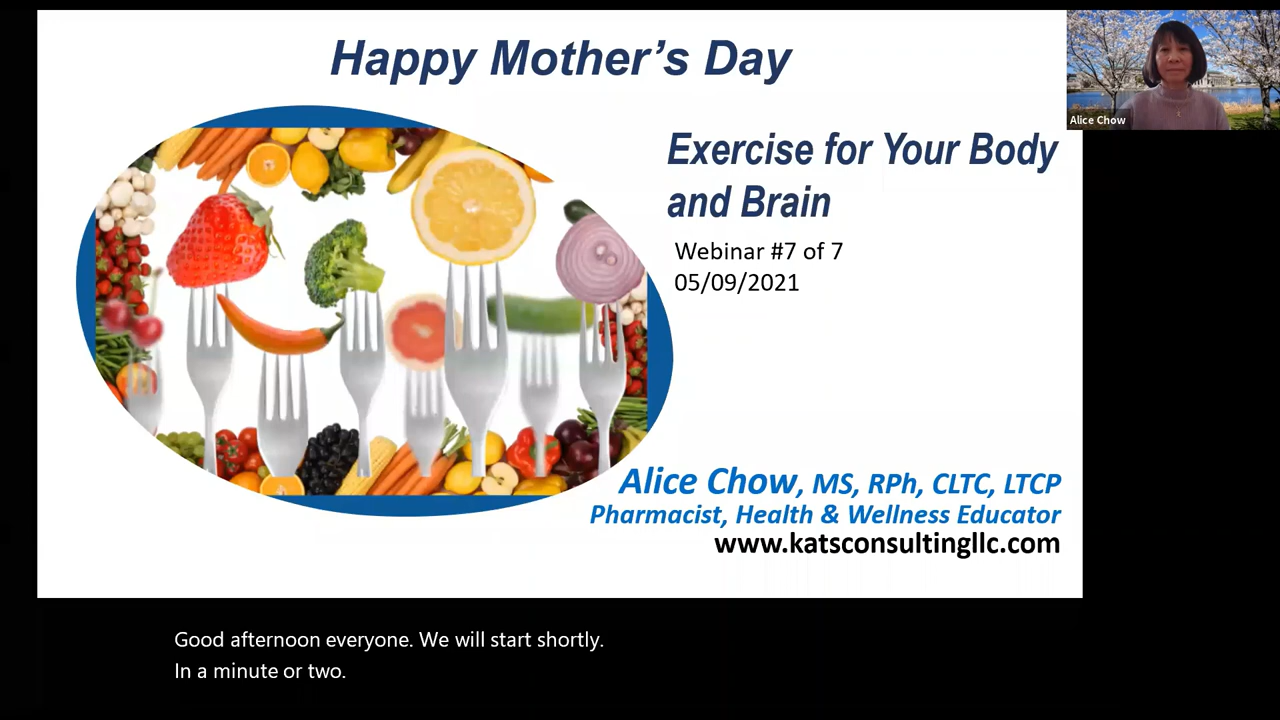 Happy Mother's Day
Alice Chow
Exercise for Your Body
and Brain
Webinar #7 of 7
05/09/2021
Alice Chow, MS, RPh, CLTC, LTCP
Pharmacist, Health & Wellness Educator
www.katsconsultingllc.com
Good afternoon everyone. We will start shortly.
In a minute or two.